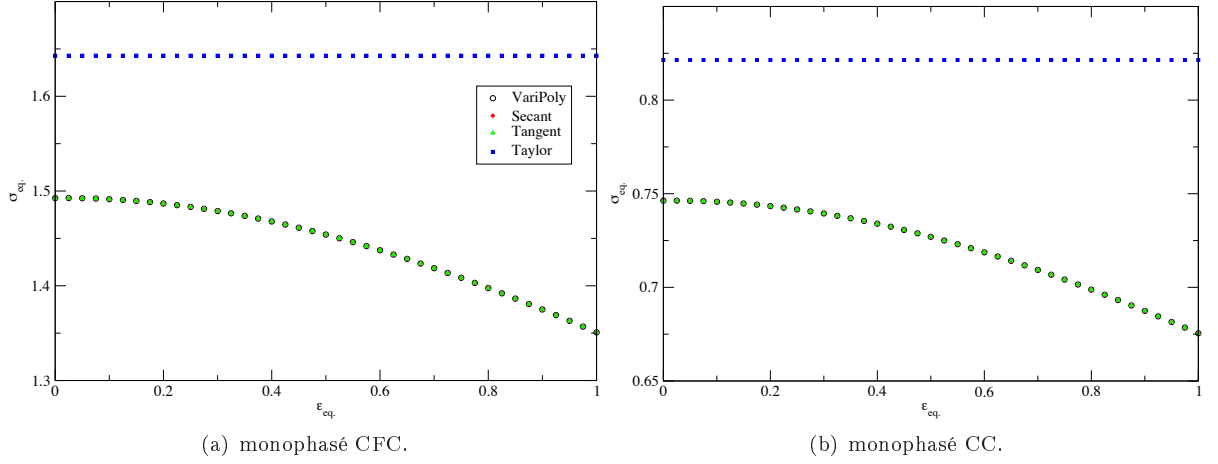 1.6
1.5
1.4
1.3
σeq.
0
0.2
0.4
0.6
0.8
1
εeq.
VariPoly
Secant
Tangent
Taylor
(a) monophasé CFC.
0.8
0.75
0.7
0.65
σeq.
0
0.2
0.4
0.6
0.8
1
εeq.
(b) monophasé CC.